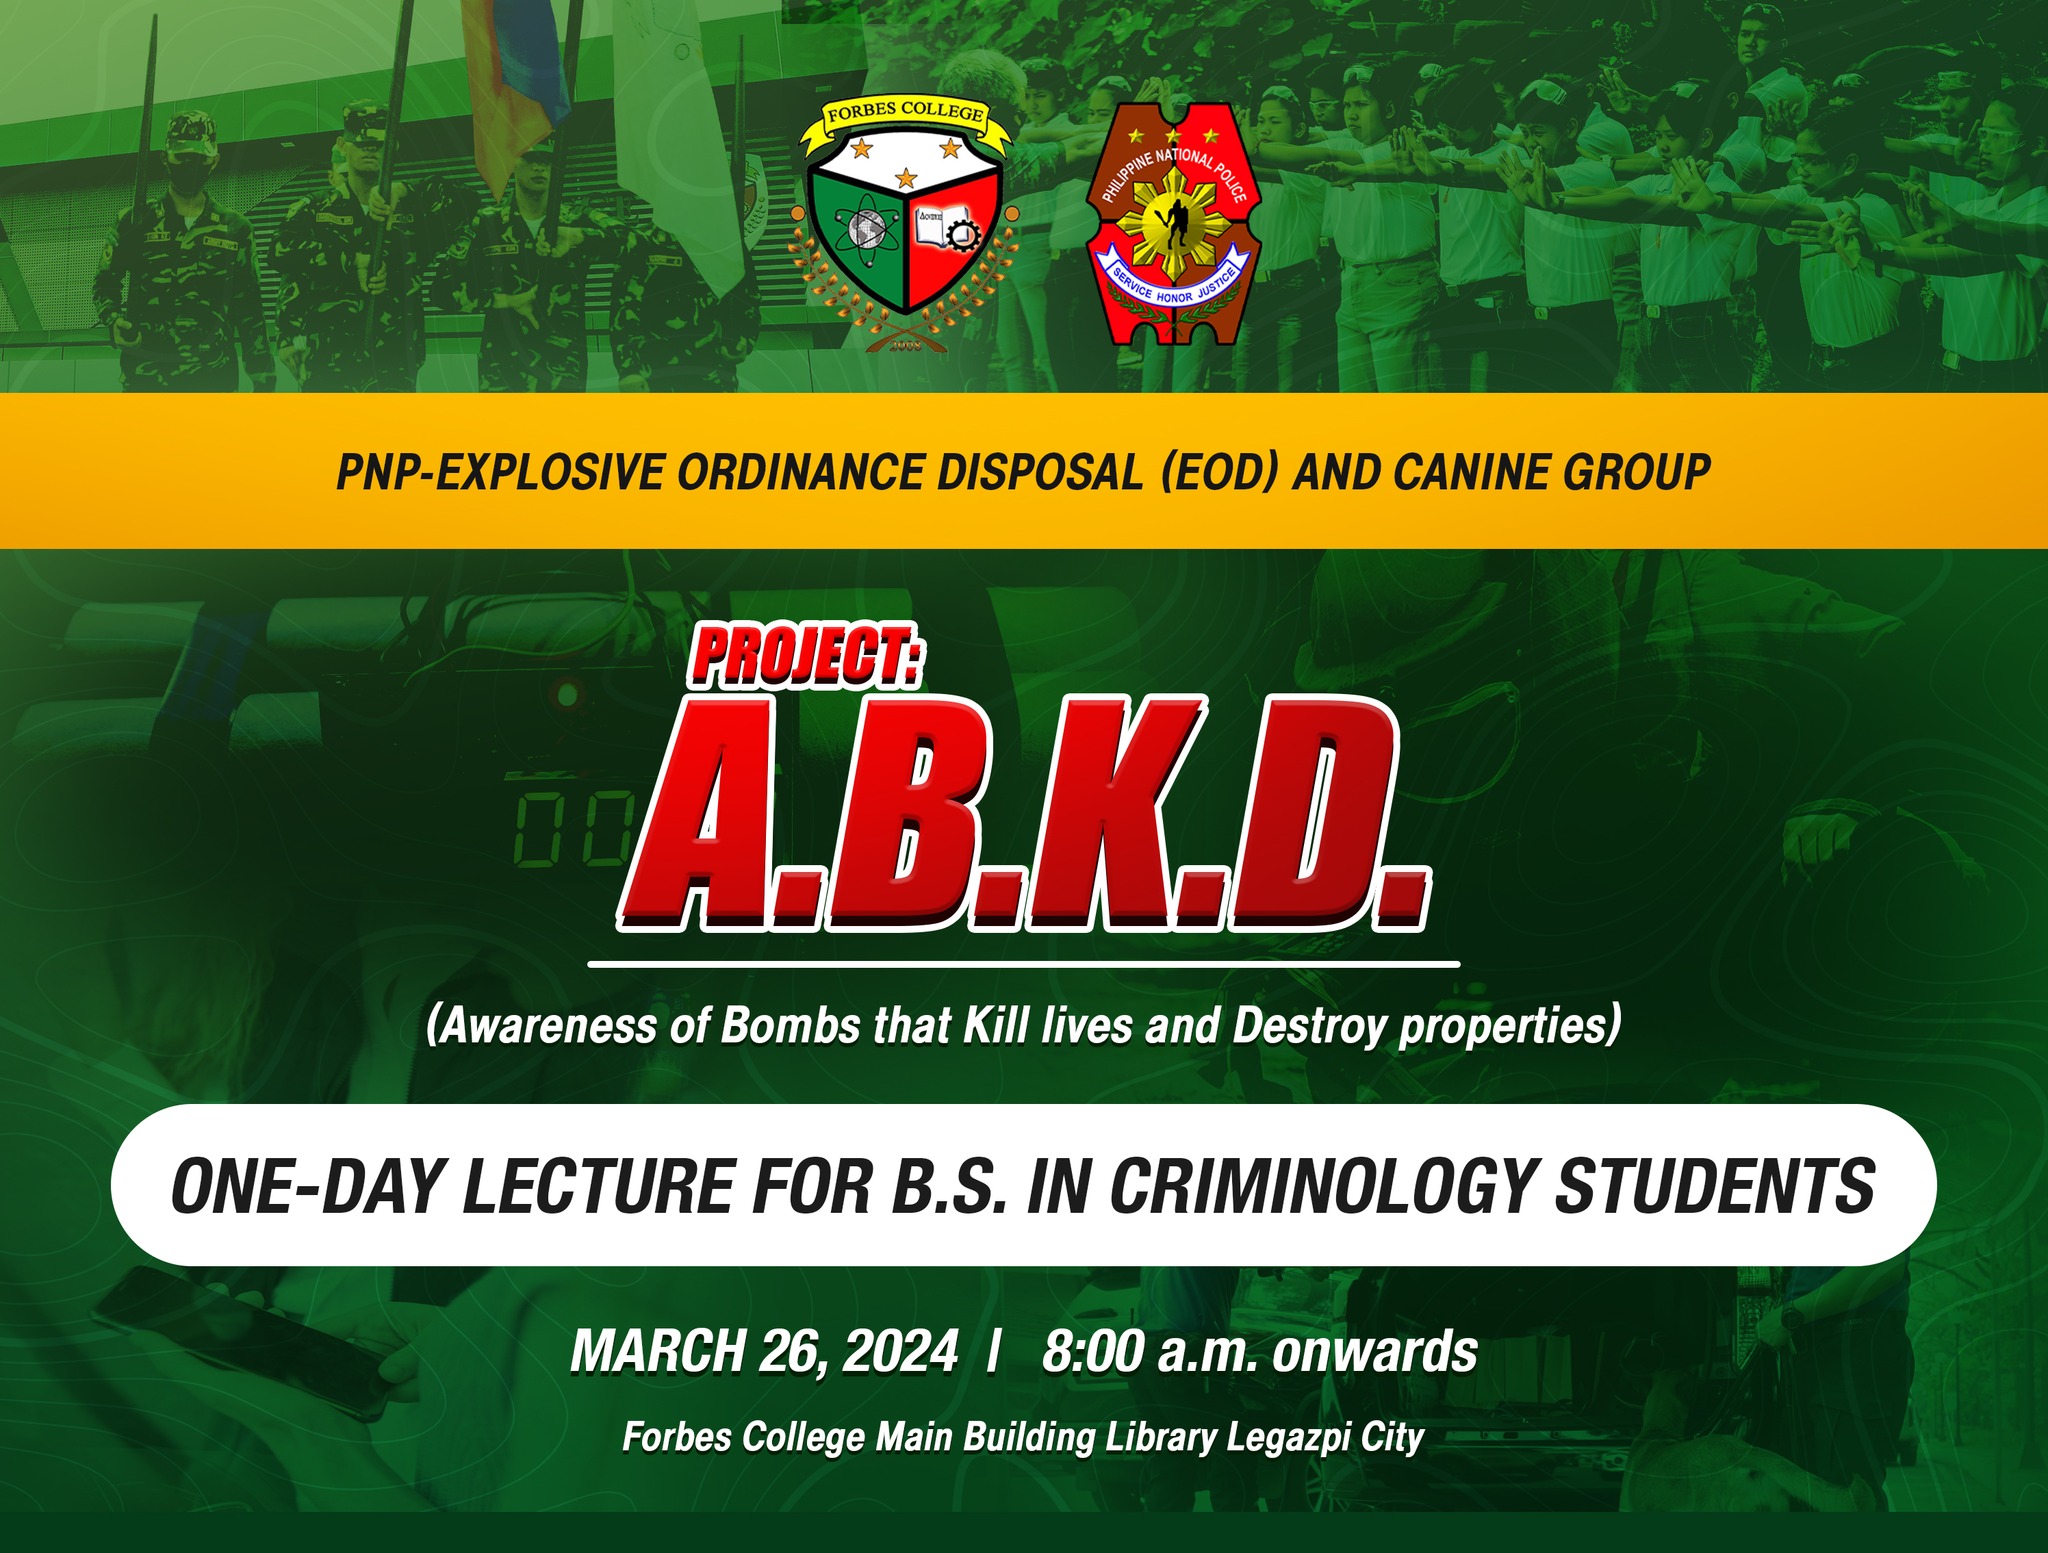 FORBES COLLEGE
2008
PHILIPPINE NATIONAL POLICE
SERVICE HONOR JUSTICE
PNP-EXPLOSIVE ORDINANCE DISPOSAL (EOD) AND CANINE GROUP
PROJECT:
A.B.K.D.
00
(Awareness of Bombs that Kill lives and Destroy properties)
ONE-DAY LECTURE FOR B.S. IN CRIMINOLOGY STUDENTS
MARCH 26, 2024 | 8:00 a.m. onwards
Forbes College Main Building Library Legazpi City